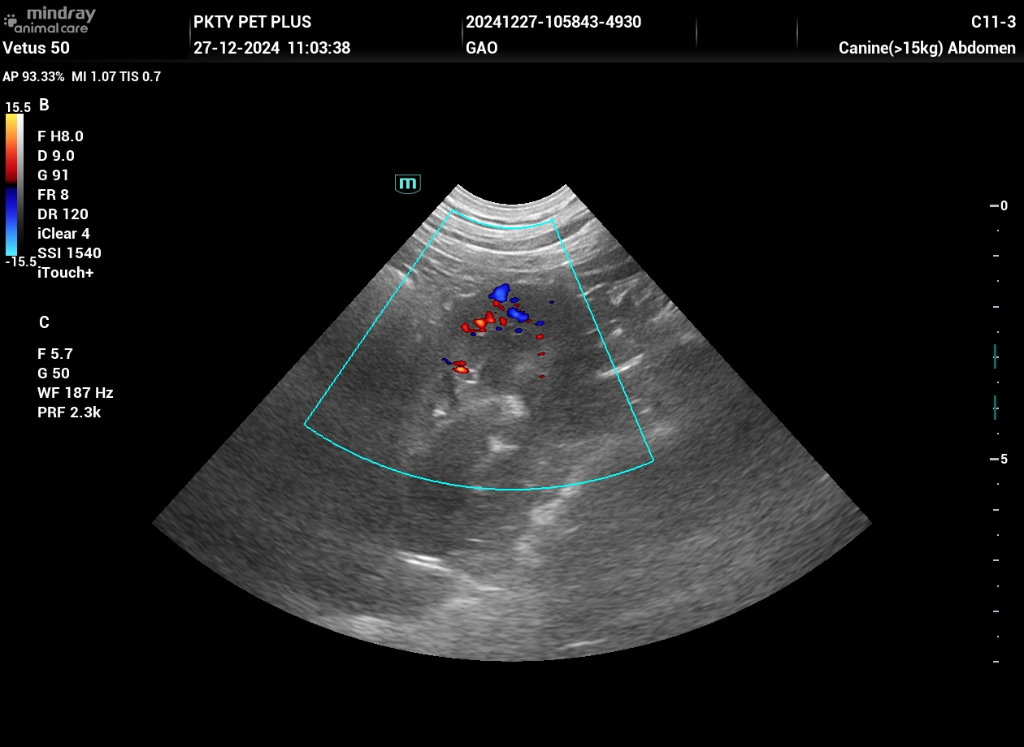 mindray
animalcare
Vetus 50
PKTY PET PLUS
27-12-2024 11:03:38
20241227-105843-4930
GAO
C11-3
Canine(>15kg) Abdomen
AP 93.33% MI 1.07 TIS 0.7
15.5
-15.5
B
F H8.0
D 9.0
G 91
FR 8
DR 120
iClear 4
SSI 1540
iTouch+
C
F 5.7
G 50
WF 187 Hz
PRF 2.3k
m
0
5